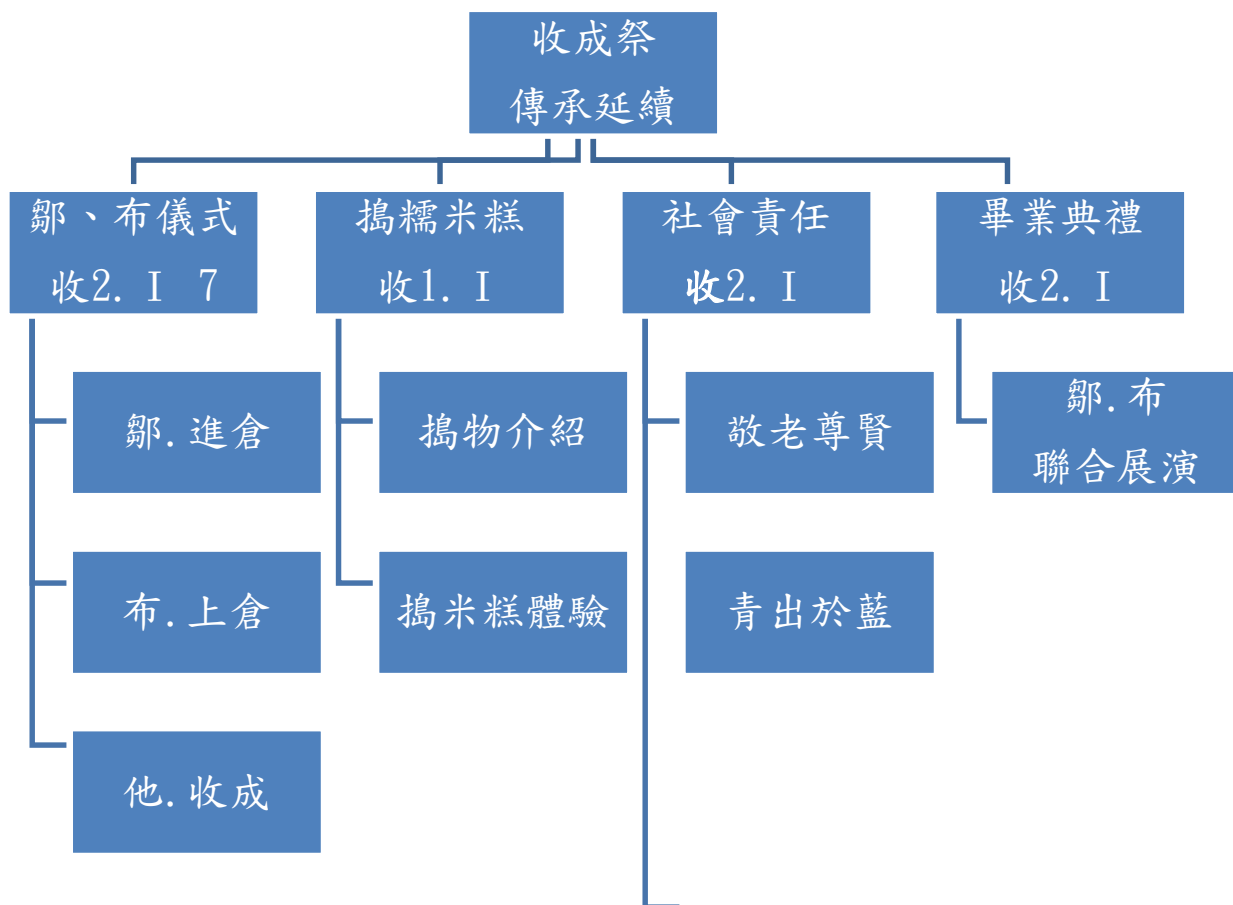 收成祭
傳承延續
鄒、布儀式
收2. I 7
搗糯米糕
收1. I
社會責任
收2. I
畢業典禮
收2. I
鄒.進倉
搗物介紹
敬老尊賢
鄒.布
聯合展演
布.上倉
搗米糕體驗
青出於藍
他.收成